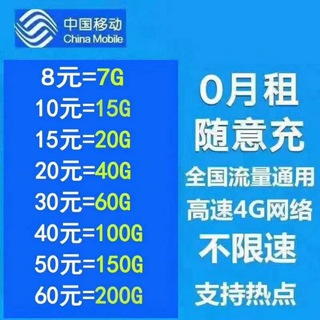 中国移动
China Mobile
8元=7G
10元=15G
15元=20G
20元=40G
30元=60G
40元=100G
50元=150G
60元=200G
0月租
随意充
全国流量通用
高速4G网络
不限速
支持热点